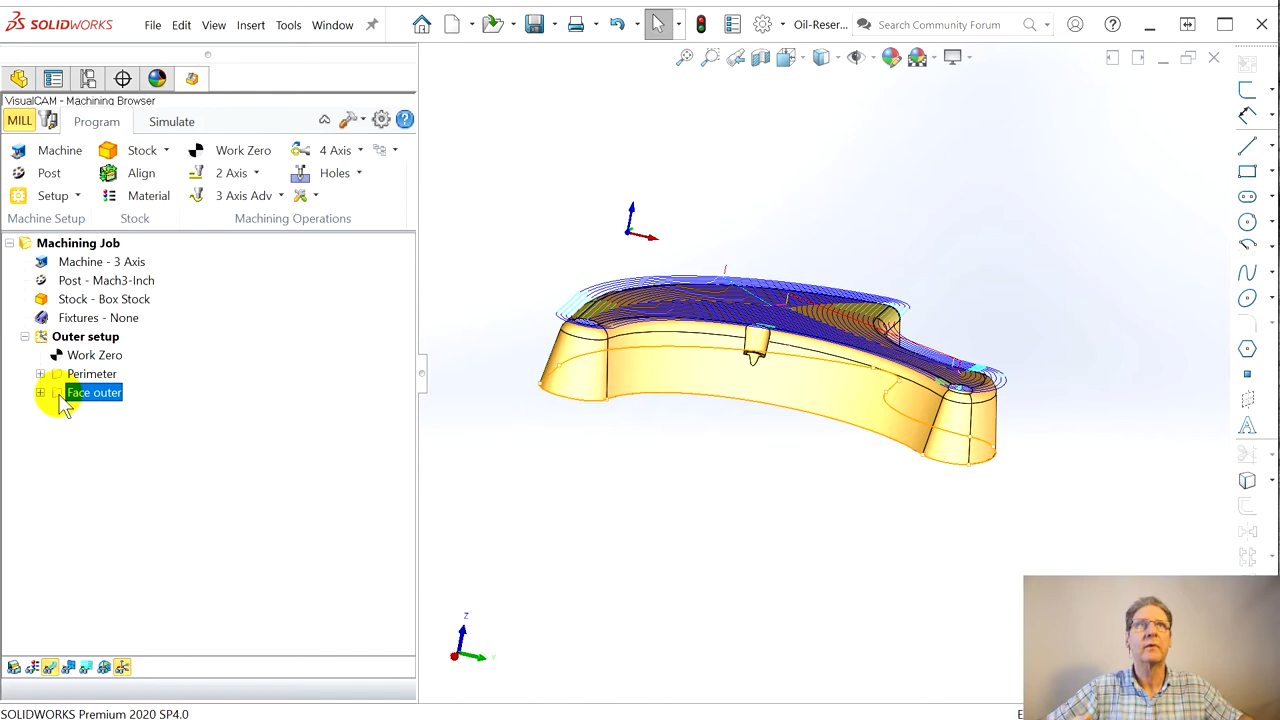 SOLIDWORKS File Edit View Insert Tools Window Oil-Reser... Search Community Forum
VisualCAM - Machining Browser
MILL Program Simulate
Machine Stock Work Zero 4 Axis
Post Align 2 Axis Holes
Setup Material 3 Axis Adv
Machine Setup Stock Machining Operations
Machining Job
Machine - 3 Axis
Post - Mach3-Inch
Stock - Box Stock
Fixtures - None
Outer setup
Work Zero
Perimeter
Face outer
Z
Y
SOLIDWORKS Premium 2020 SP4.0
E